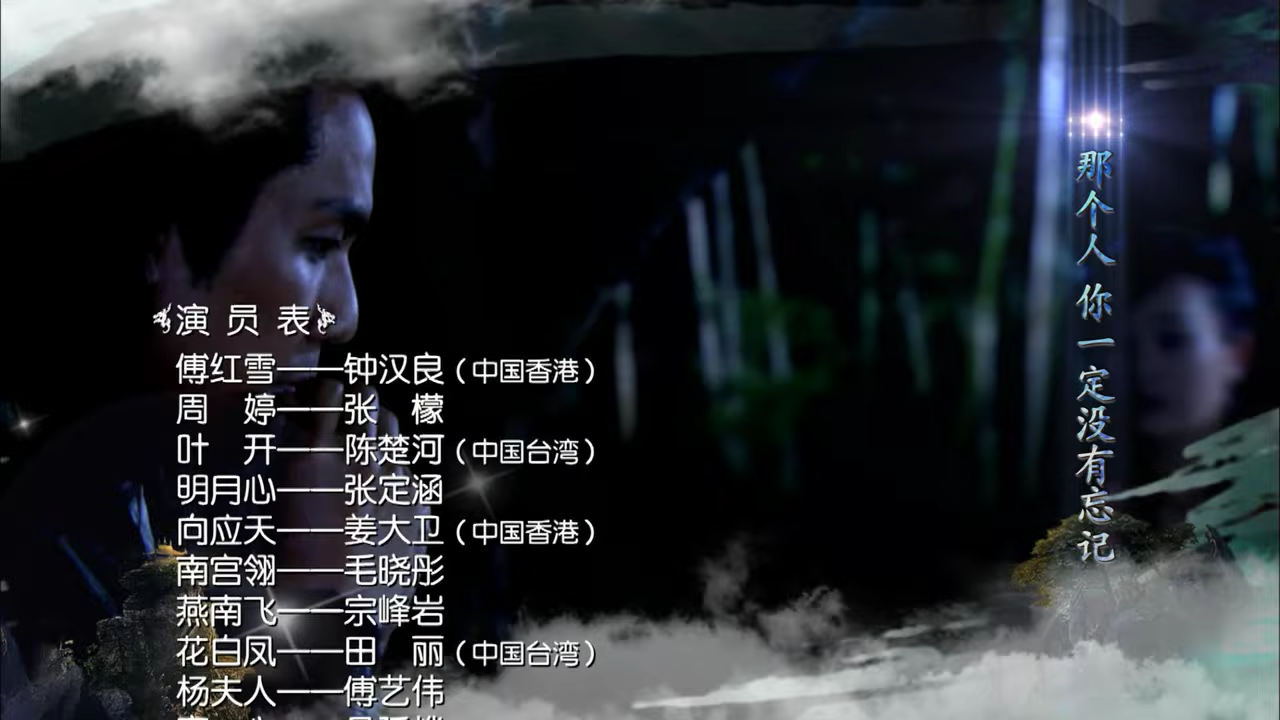 演员表
傅红雪——钟汉良（中国香港）
周　婷——张　檬
叶　开——陈楚河（中国台湾）
明月心——张定涵
向应天——姜大卫（中国香港）
南宫翎——毛晓彤
燕南飞——宗峰岩
花白凤——田　丽（中国台湾）
杨夫人——傅艺伟
那个人 你一定没有忘记